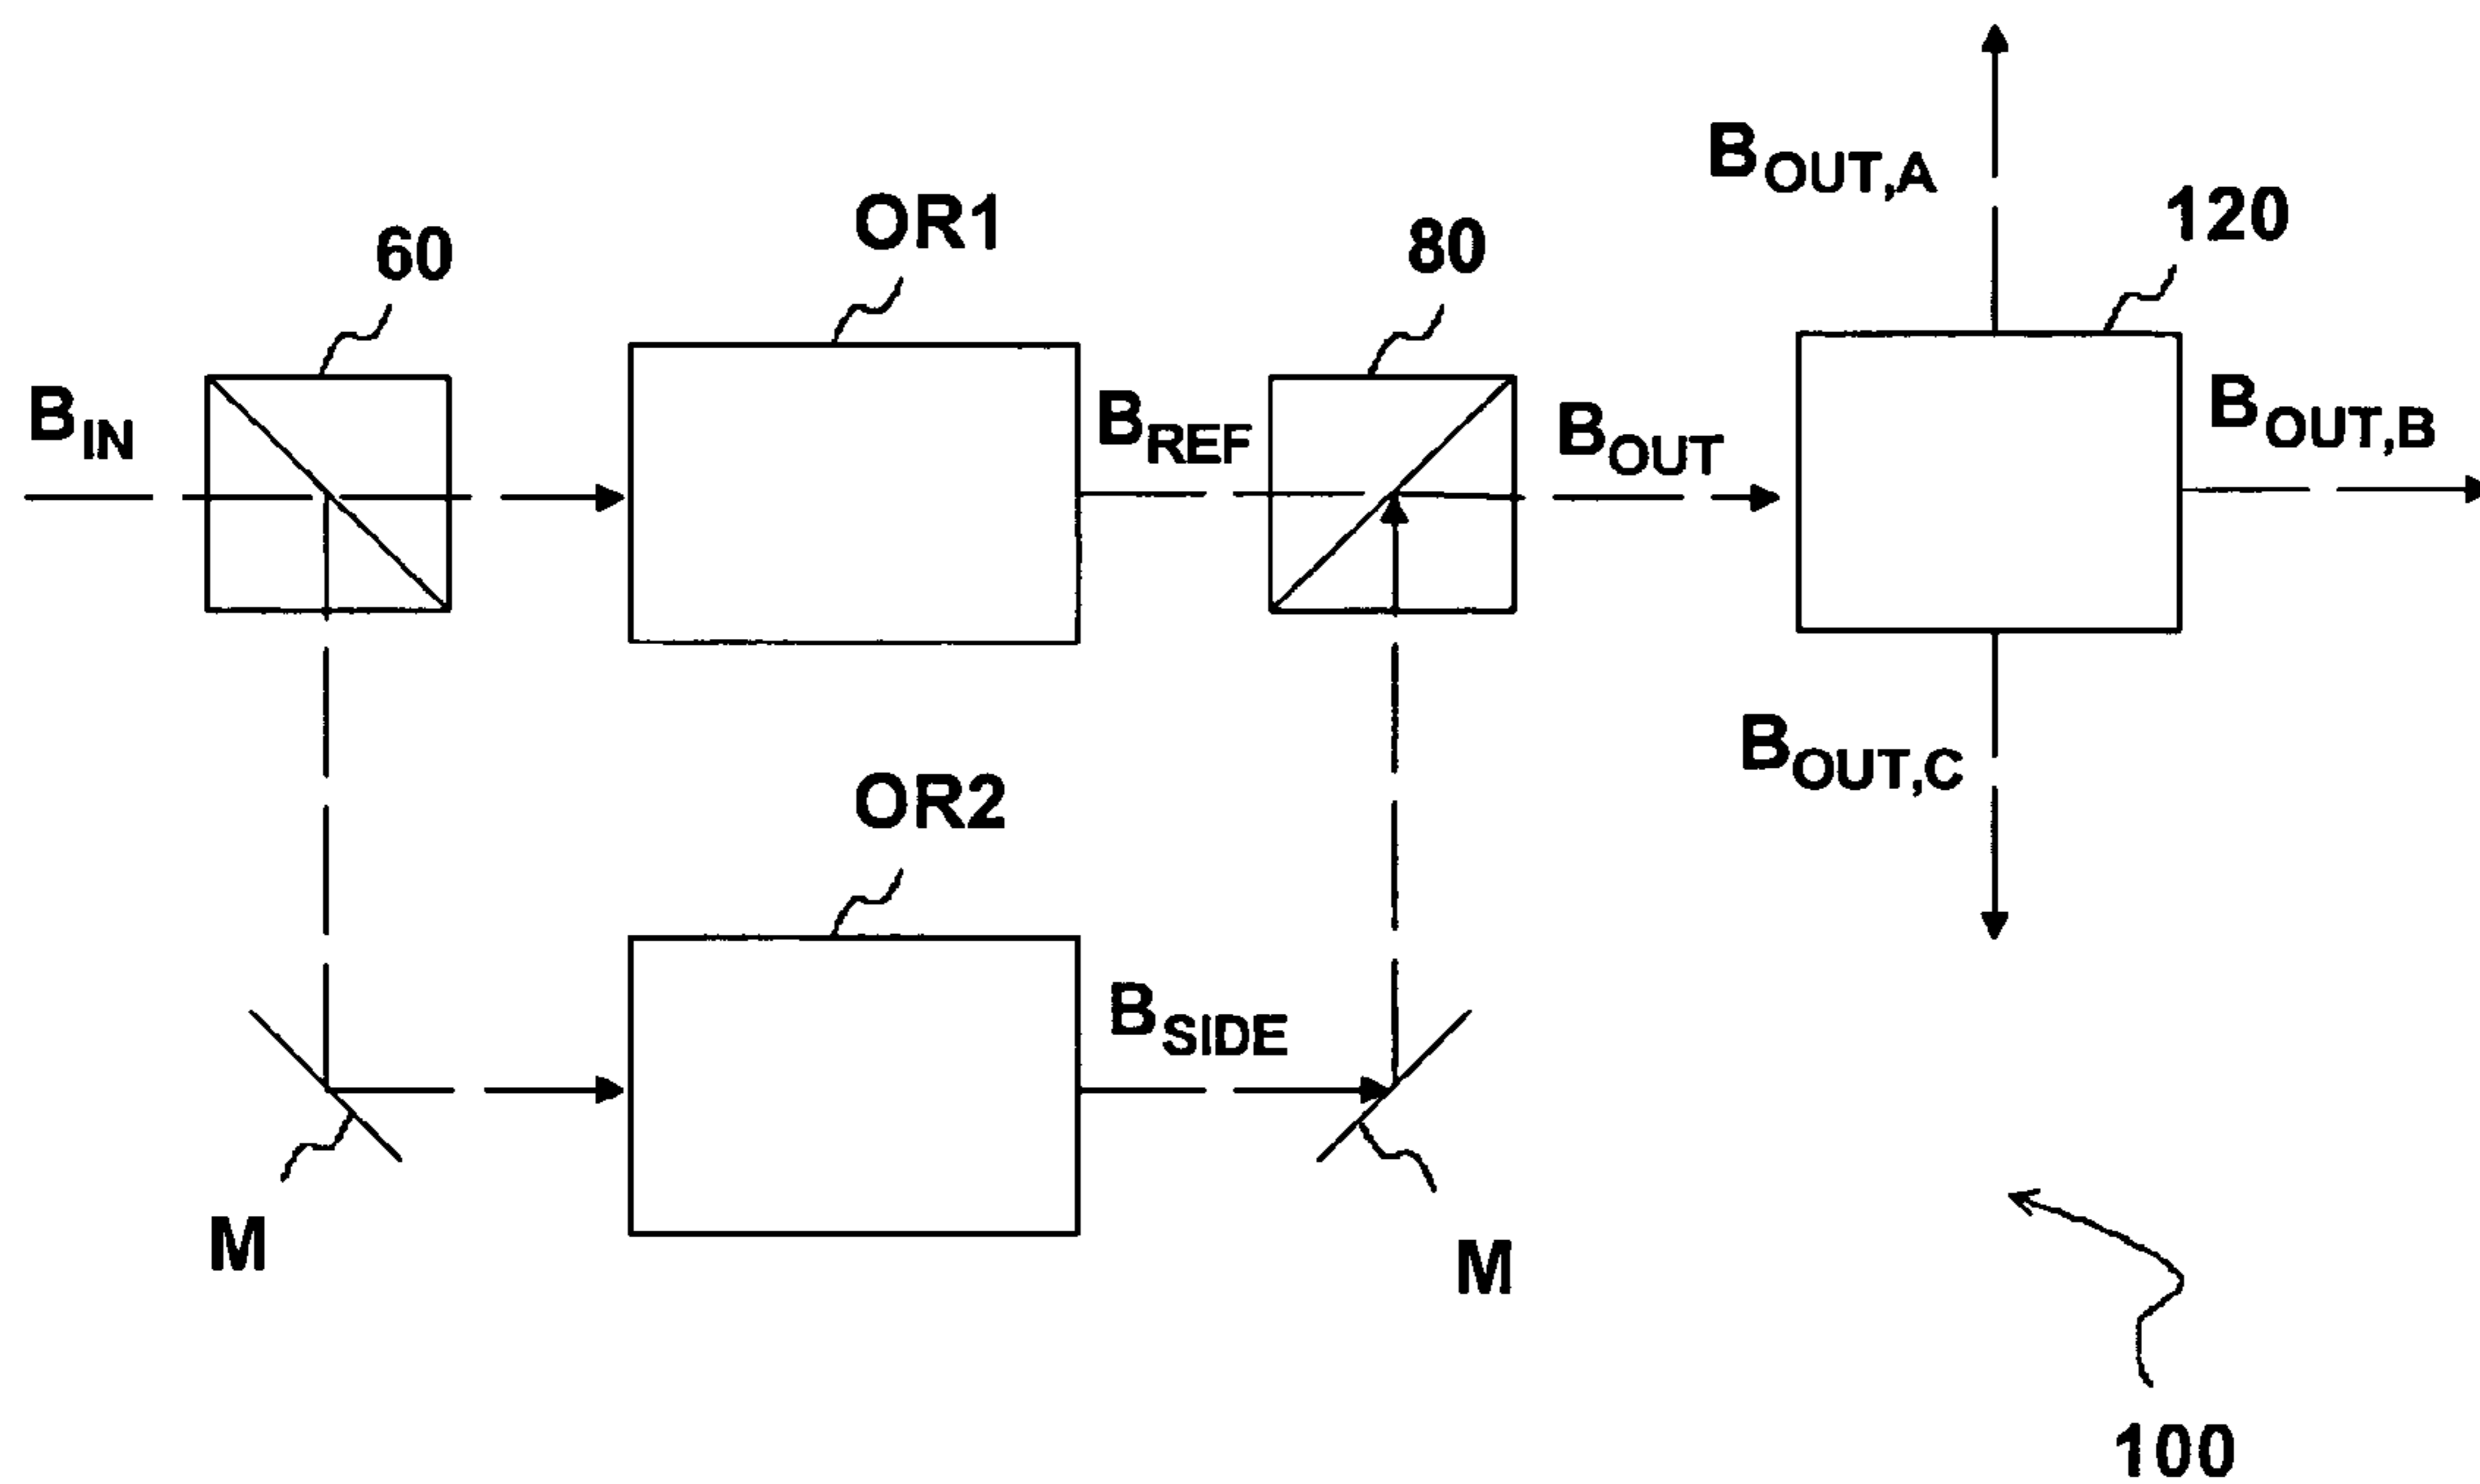 B_OUT,A
120
OR1
60
80
B_IN
B_REF
B_OUT
B_OUT,B
B_OUT,C
OR2
B_SIDE
M
M
100